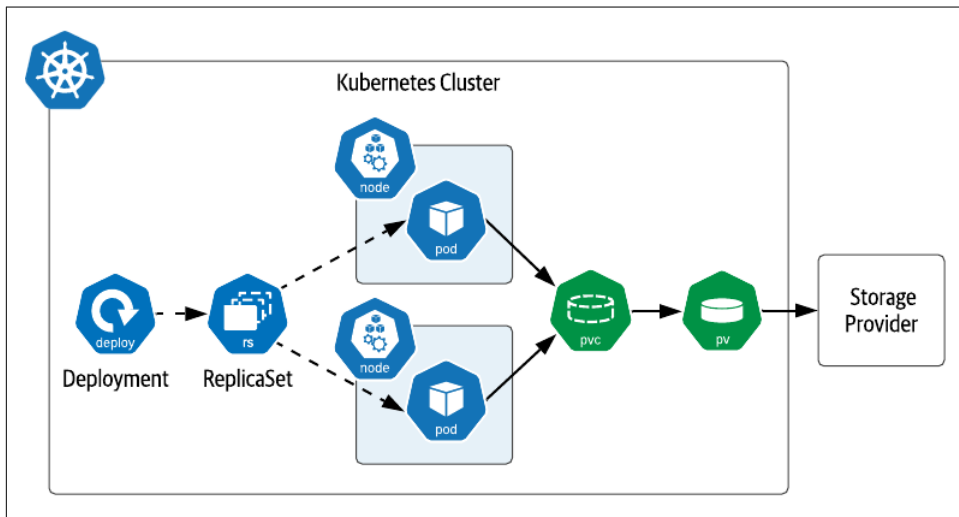 Kubernetes Cluster
node
pod
deploy
Deployment
rs
ReplicaSet
node
pod
pvc
pv
Storage
Provider